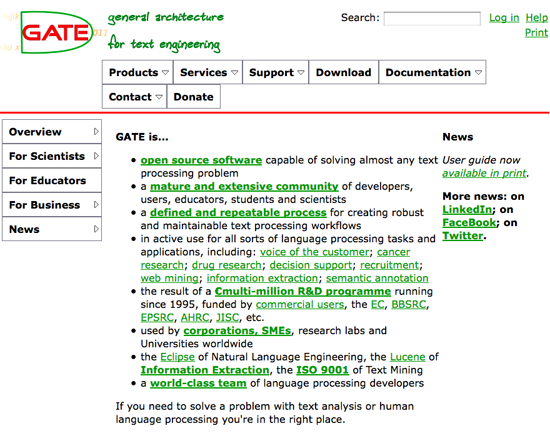 GATE
general architecture
for text engineering
Search:
Log in Help
Print
Products Services Support Download Documentation
Contact Donate
Overview
For Scientists
For Educators
For Business
News
GATE is...
open source software capable of solving almost any text
processing problem
a mature and extensive community of developers,
users, educators, students and scientists
a defined and repeatable process for creating robust
and maintainable text processing workflows
in active use for all sorts of language processing tasks and
applications, including: voice of the customer; cancer
research; drug research; decision support; recruitment;
web mining; information extraction; semantic annotation
the result of a €multi-million R&D programme running
since 1995, funded by commercial users, the EC, BBSRC,
EPSRC, AHRC, JISC, etc.
used by corporations, SMEs, research labs and
Universities worldwide
the Eclipse of Natural Language Engineering, the Lucene of
Information Extraction, the ISO 9001 of Text Mining
a world-class team of language processing developers
If you need to solve a problem with text analysis or human
language processing you're in the right place.
News
User guide now
available in print.
More news: on
LinkedIn; on
FaceBook; on
Twitter.